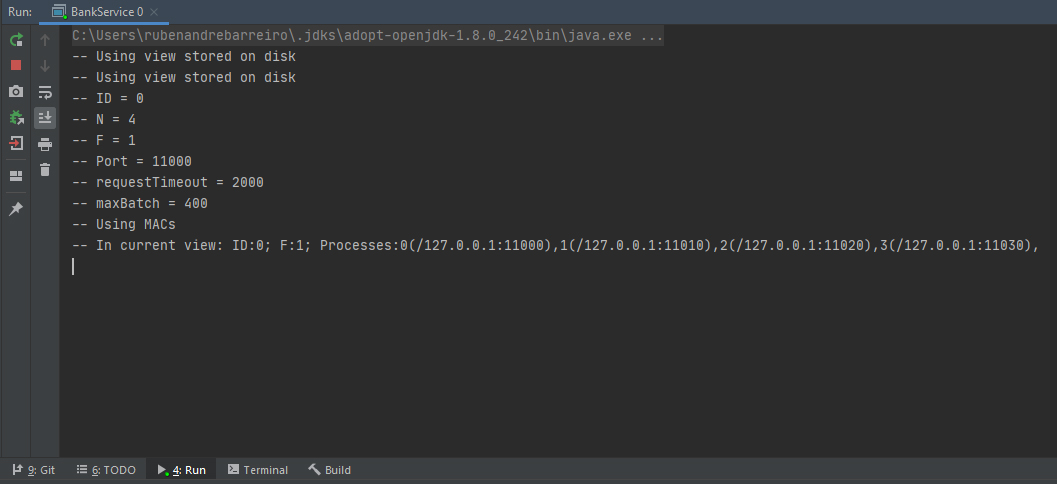 Run: BankService 0
C:\Users\rubenandrebarreiro\.jdks\adopt-openjdk-1.8.0_242\bin\java.exe ...
-- Using view stored on disk
-- Using view stored on disk
-- ID = 0
-- N = 4
-- F = 1
-- Port = 11000
-- requestTimeout = 2000
-- maxBatch = 400
-- Using MACs
-- In current view: ID:0; F:1; Processes:0(/127.0.0.1:11000),1(/127.0.0.1:11010),2(/127.0.0.1:11020),3(/127.0.0.1:11030),
9: Git 6: TODO 4: Run Terminal Build